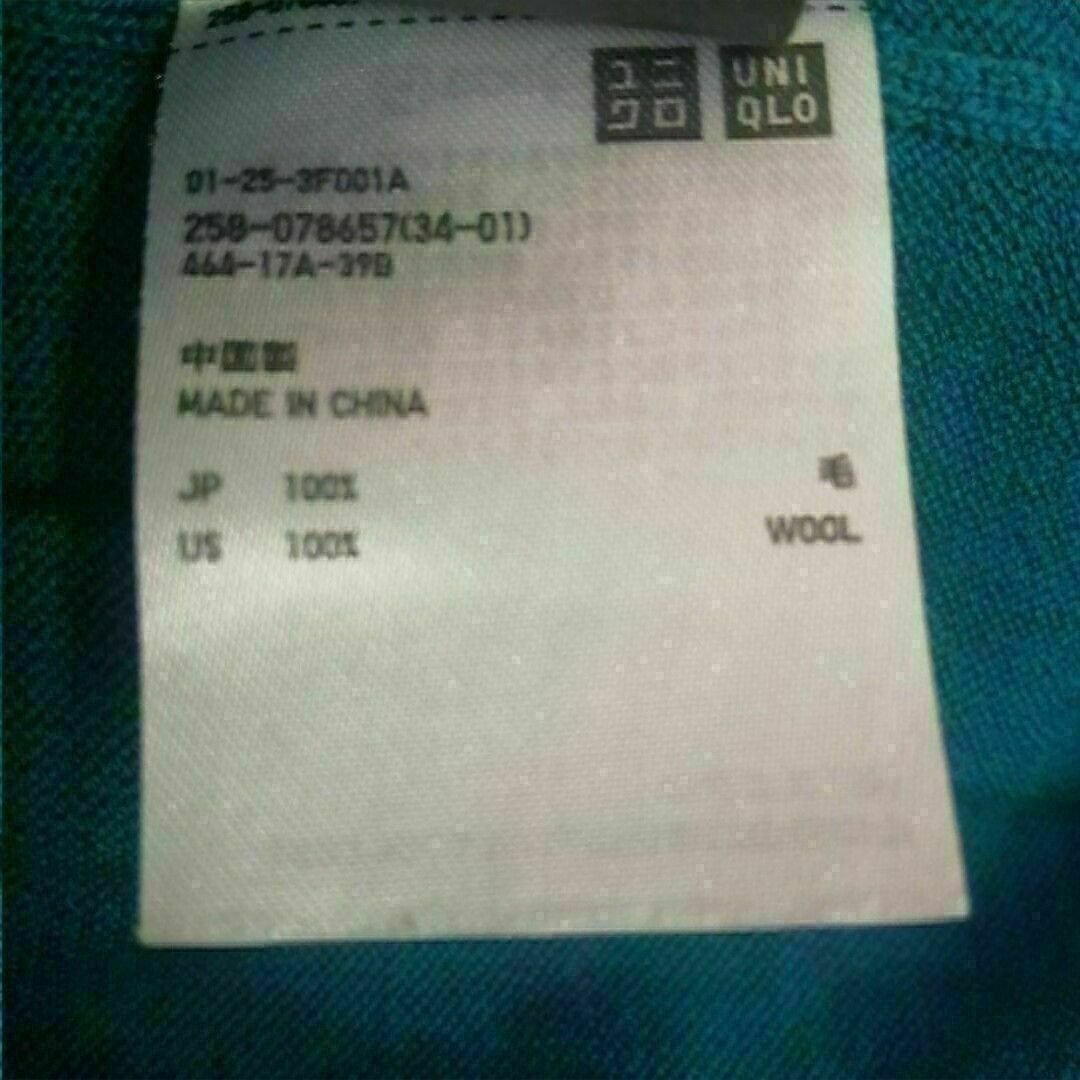 ユニ
クロ
UNI
QLO
01-25-3F001A
258-078657(34-01)
464-17A-39B
中国製
MADE IN CHINA
JP 100% 毛
US 100% WOOL